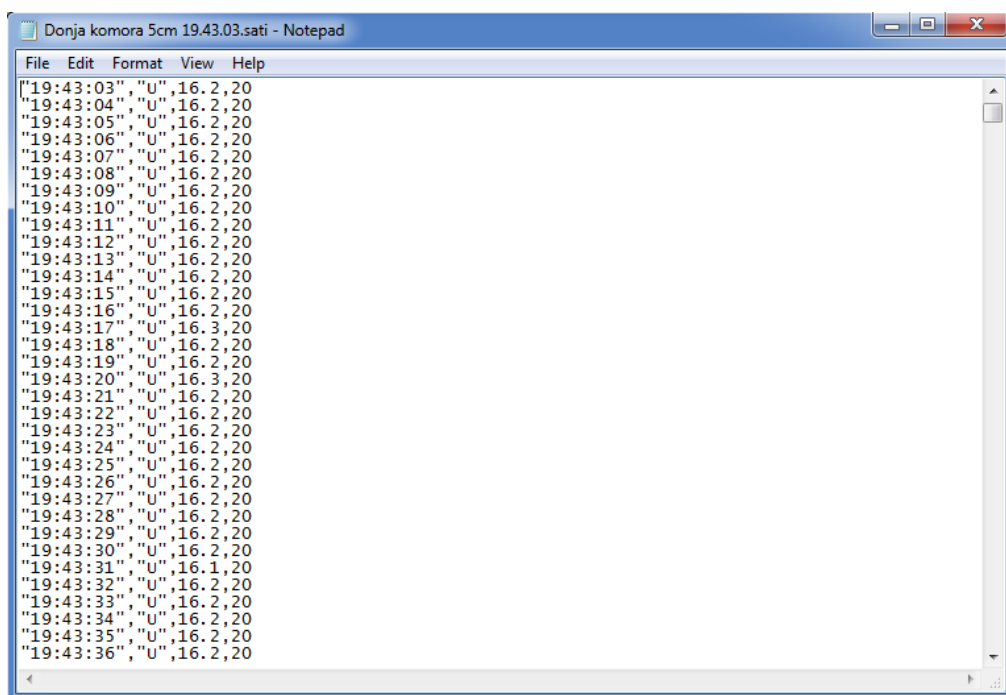 Donja komora 5cm 19.43.03.sati - Notepad
File Edit Format View Help
"19:43:03","U",16.2,20
"19:43:04","U",16.2,20
"19:43:05","U",16.2,20
"19:43:06","U",16.2,20
"19:43:07","U",16.2,20
"19:43:08","U",16.2,20
"19:43:09","U",16.2,20
"19:43:10","U",16.2,20
"19:43:11","U",16.2,20
"19:43:12","U",16.2,20
"19:43:13","U",16.2,20
"19:43:14","U",16.2,20
"19:43:15","U",16.2,20
"19:43:16","U",16.2,20
"19:43:17","U",16.3,20
"19:43:18","U",16.2,20
"19:43:19","U",16.2,20
"19:43:20","U",16.3,20
"19:43:21","U",16.2,20
"19:43:22","U",16.2,20
"19:43:23","U",16.2,20
"19:43:24","U",16.2,20
"19:43:25","U",16.2,20
"19:43:26","U",16.2,20
"19:43:27","U",16.2,20
"19:43:28","U",16.2,20
"19:43:29","U",16.2,20
"19:43:30","U",16.2,20
"19:43:31","U",16.1,20
"19:43:32","U",16.2,20
"19:43:33","U",16.2,20
"19:43:34","U",16.2,20
"19:43:35","U",16.2,20
"19:43:36","U",16.2,20